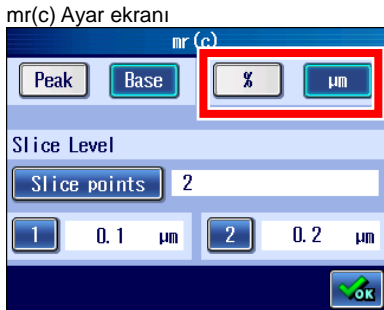 mr(c) Ayar ekranı
mr(c)
Peak Base % µm
Slice Level
Slice points 2
1 0.1 µm 2 0.2 µm
OK